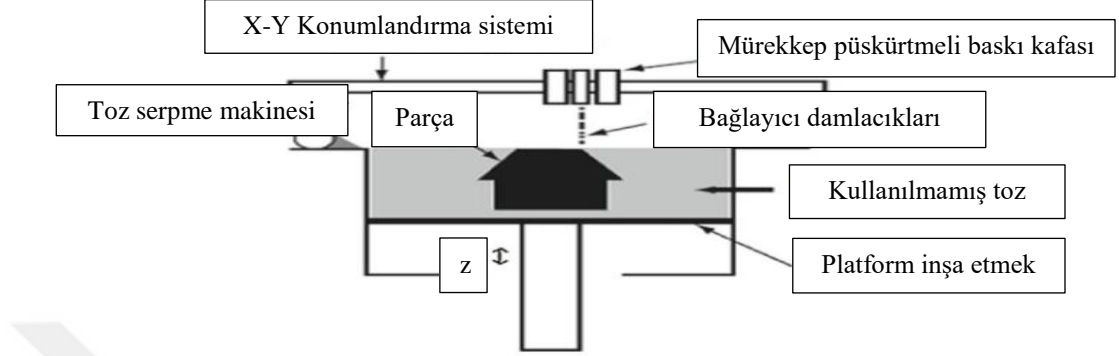 X-Y Konumlandırma sistemi
Mürekkep püskürtmeli baskı kafası
Toz serpme makinesi
Parça
Bağlayıcı damlacıkları
Kullanılmamış toz
z
Platform inşa etmek